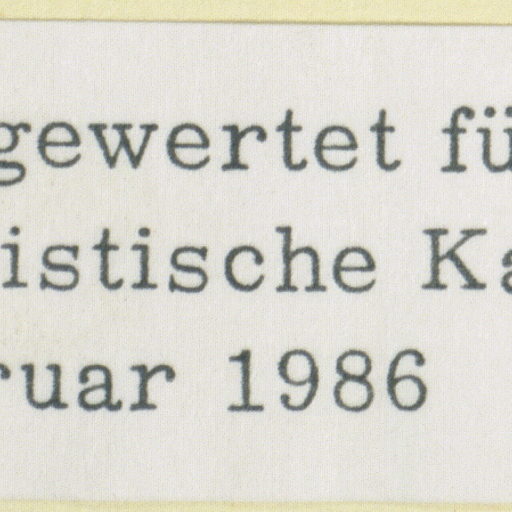 gewertet fü
istische Ka
ruar 1986